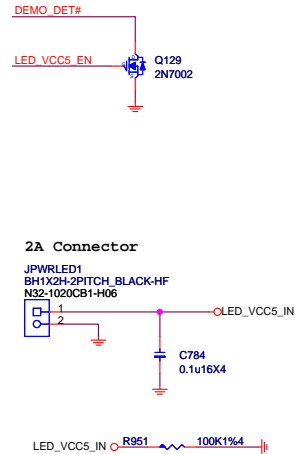 DEMO_DET#
LED_VCC5_EN
Q129
2N7002
2A Connector
JPWRLED1
BH1X2H-2PITCH_BLACK-HF
N32-1020CB1-H06
1
2
LED_VCC5_IN
C784
0.1u16X4
LED_VCC5_IN R951 100K1%4